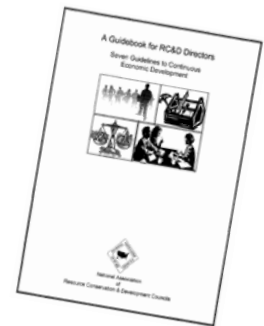 A Guidebook for RC&D Directors
Seven Guidelines to Continuous
Economic Development
National Association
of
Resource Conservation & Development Councils